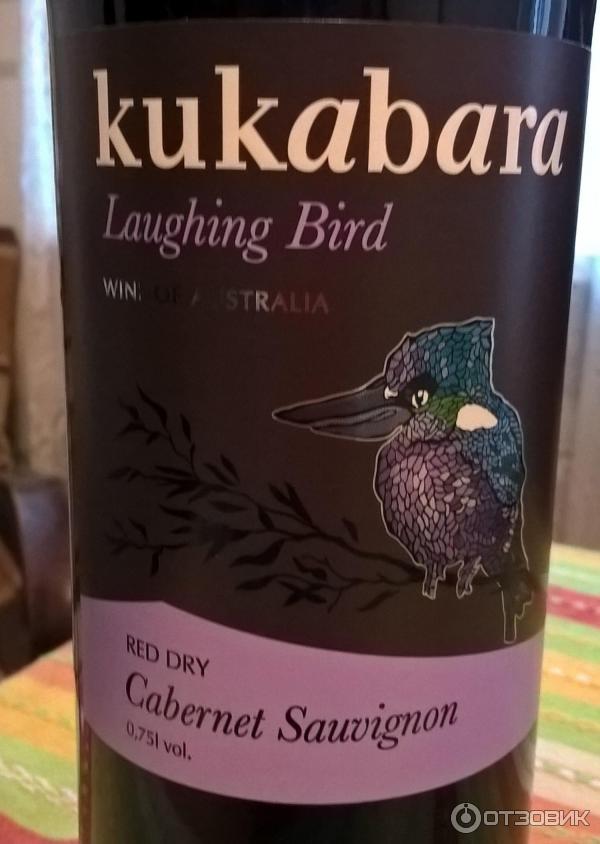 kukabara
Laughing Bird
WINE OF AUSTRALIA
RED DRY
Cabernet Sauvignon
0,75l vol.
ОТЗОВИК